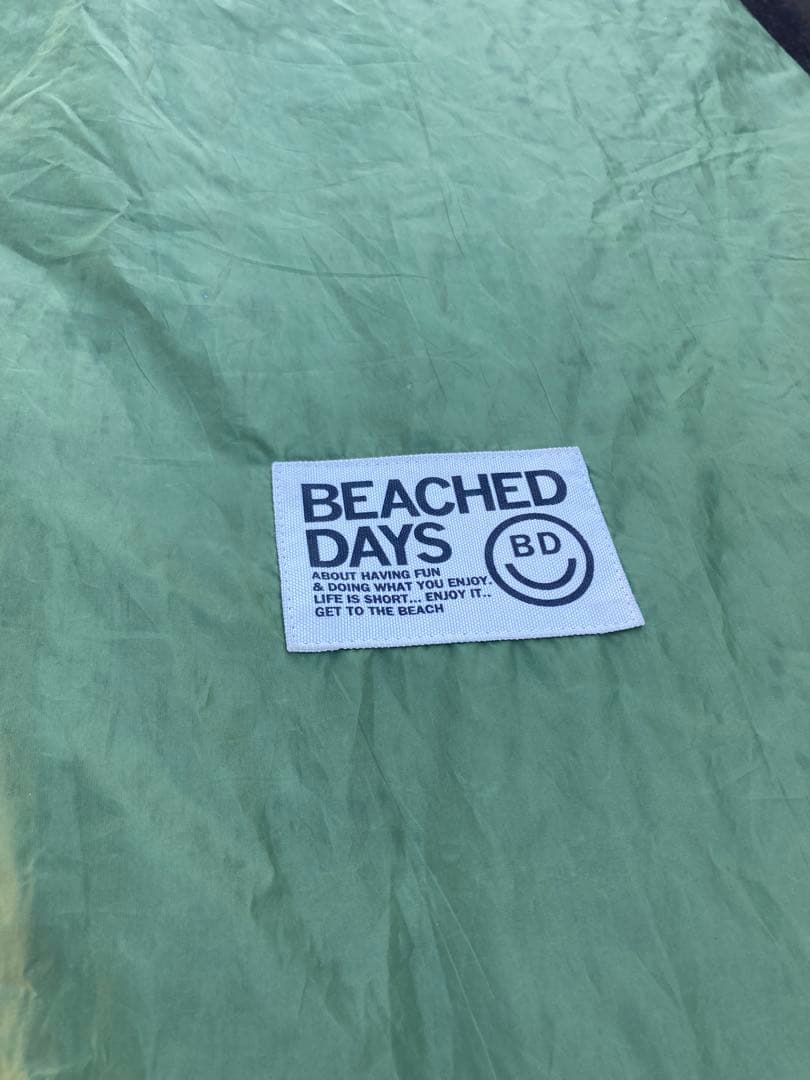 BEACHED
DAYS
ABOUT HAVING FUN
& DOING WHAT YOU ENJOY.
LIFE IS SHORT... ENJOY IT..
GET TO THE BEACH
BD